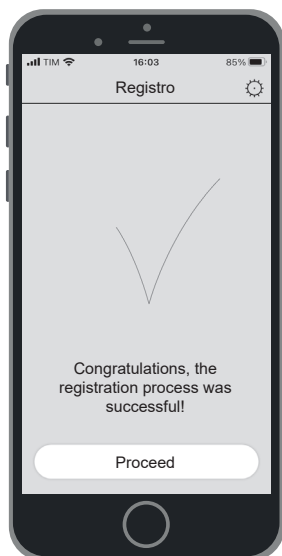 TIM 16:03 85%
Registro
Congratulations, the
registration process was
successful!
Proceed